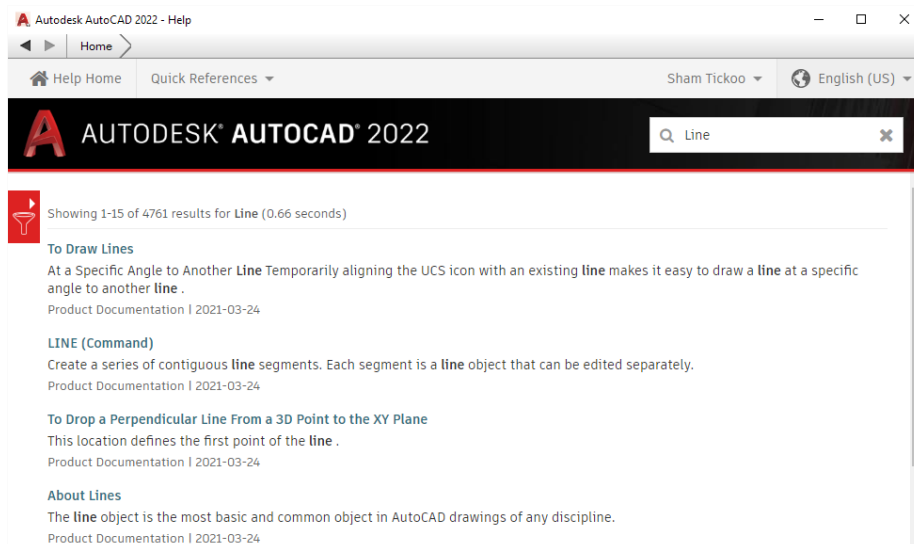 Autodesk AutoCAD 2022 - Help
Home
Help Home Quick References Sham Tickoo English (US)
AUTODESK® AUTOCAD® 2022 Line
Showing 1-15 of 4761 results for Line (0.66 seconds)
To Draw Lines
At a Specific Angle to Another Line Temporarily aligning the UCS icon with an existing line makes it easy to draw a line at a specific
angle to another line .
Product Documentation | 2021-03-24
LINE (Command)
Create a series of contiguous line segments. Each segment is a line object that can be edited separately.
Product Documentation | 2021-03-24
To Drop a Perpendicular Line From a 3D Point to the XY Plane
This location defines the first point of the line .
Product Documentation | 2021-03-24
About Lines
The line object is the most basic and common object in AutoCAD drawings of any discipline.
Product Documentation | 2021-03-24